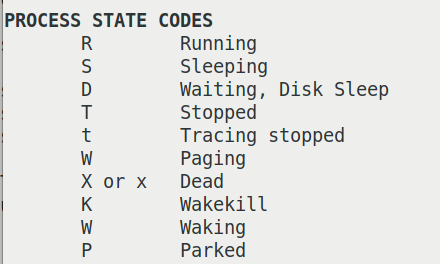 PROCESS STATE CODES
R Running
S Sleeping
D Waiting, Disk Sleep
T Stopped
t Tracing stopped
W Paging
X or x Dead
K Wakekill
W Waking
P Parked